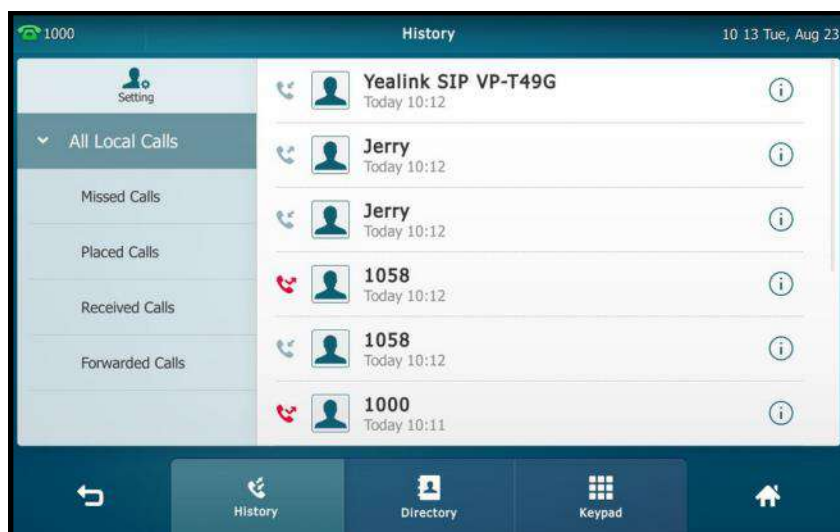 1000
History
10 13 Tue, Aug 23
Setting
All Local Calls
Missed Calls
Placed Calls
Received Calls
Forwarded Calls
Yealink SIP VP-T49G
Today 10:12
Jerry
Today 10:12
Jerry
Today 10:12
1058
Today 10:12
1058
Today 10:12
1000
Today 10:11
History
Directory
Keypad